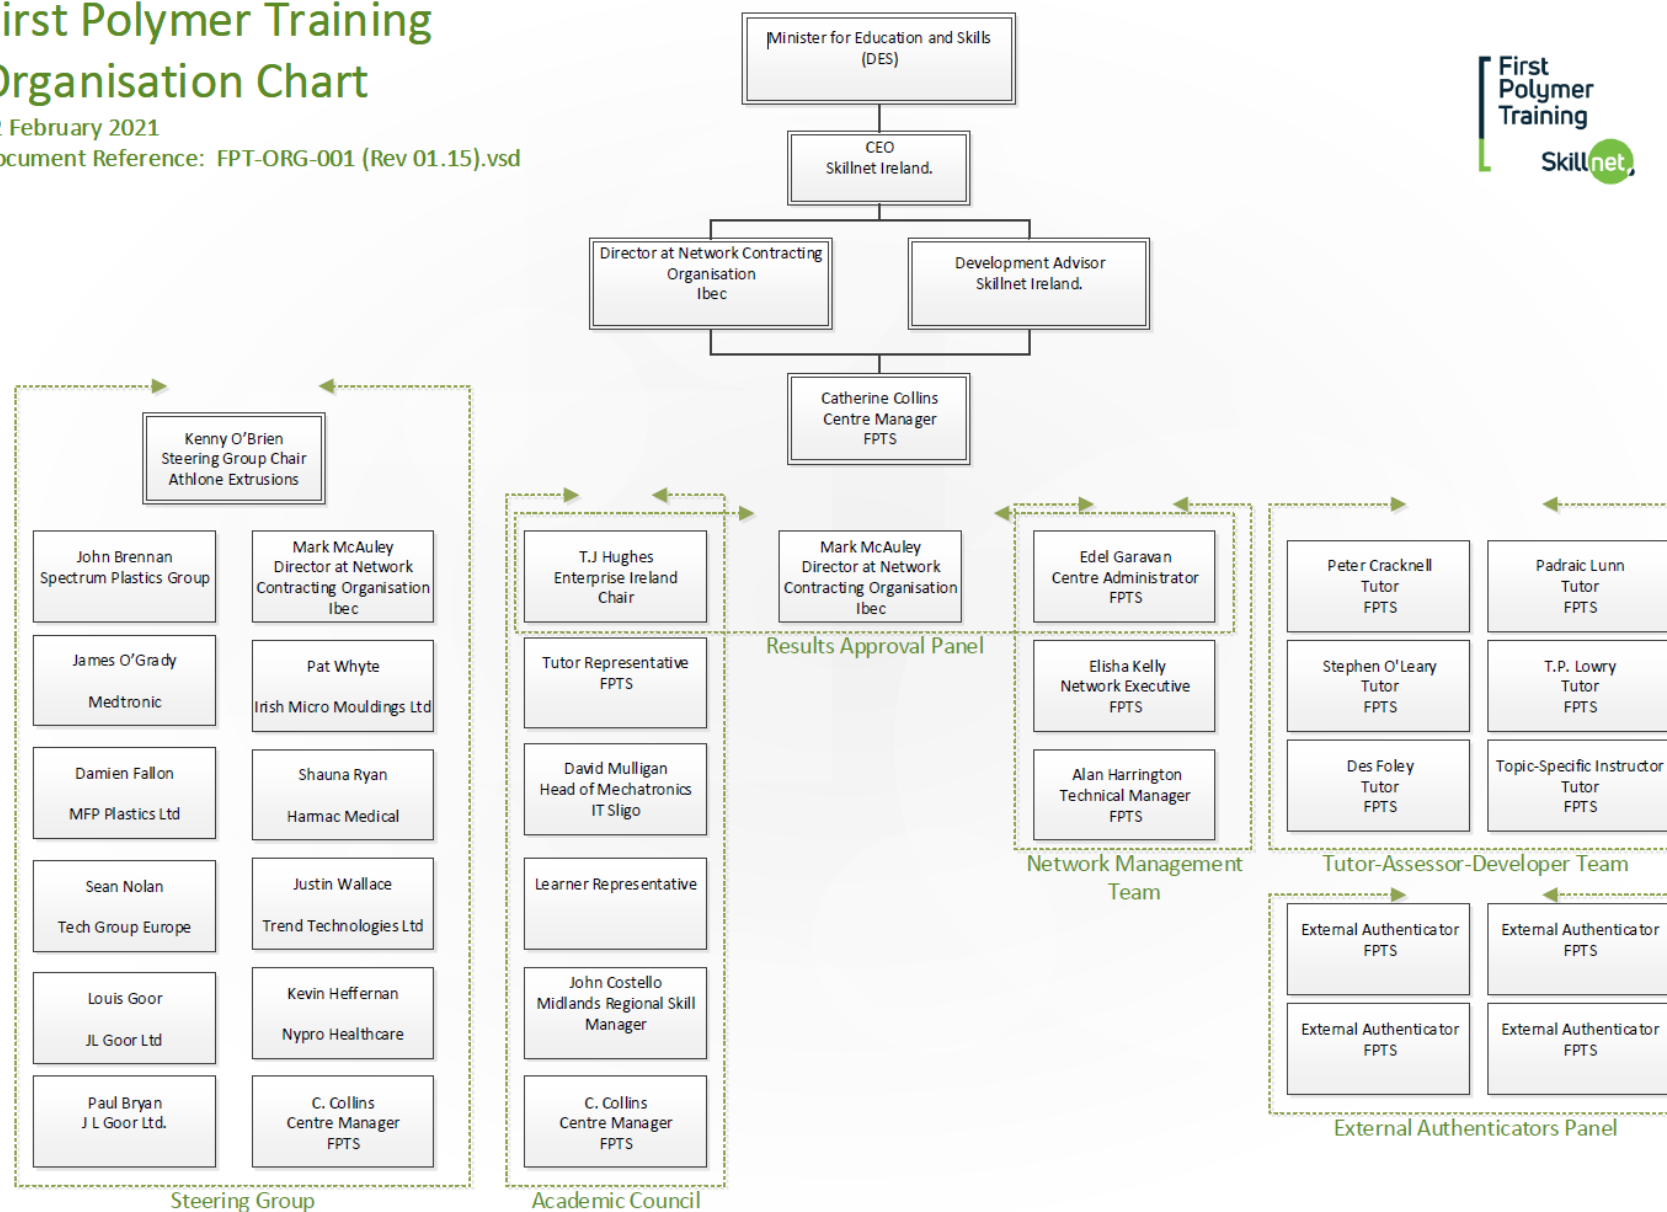 irst Polymer Training
Organisation Chart
2 February 2021
ocument Reference: FPT-ORG-001 (Rev 01.15).vsd
First
Polymer
Training
Skillnet
Minister for Education and Skills
(DES)
CEO
Skillnet Ireland.
Director at Network Contracting
Organisation
Ibec
Development Advisor
Skillnet Ireland.
Catherine Collins
Centre Manager
FPTS
Kenny O'Brien
Steering Group Chair
Athlone Extrusions
John Brennan
Spectrum Plastics Group
Mark McAuley
Director at Network
Contracting Organisation
Ibec
James O'Grady
Medtronic
Pat Whyte
Irish Micro Mouldings Ltd
Damien Fallon
MFP Plastics Ltd
Shauna Ryan
Harmac Medical
Sean Nolan
Tech Group Europe
Justin Wallace
Trend Technologies Ltd
Louis Goor
JL Goor Ltd
Kevin Heffernan
Nypro Healthcare
Paul Bryan
J L Goor Ltd.
C. Collins
Centre Manager
FPTS
Steering Group
T.J Hughes
Enterprise Ireland
Chair
Tutor Representative
FPTS
David Mulligan
Head of Mechatronics
IT Sligo
Learner Representative
John Costello
Midlands Regional Skill
Manager
C. Collins
Centre Manager
FPTS
Academic Council
Mark McAuley
Director at Network
Contracting Organisation
Ibec
Results Approval Panel
Edel Garavan
Centre Administrator
FPTS
Elisha Kelly
Network Executive
FPTS
Alan Harrington
Technical Manager
FPTS
Network Management
Team
Peter Cracknell
Tutor
FPTS
Padraic Lunn
Tutor
FPTS
Stephen O'Leary
Tutor
FPTS
T.P. Lowry
Tutor
FPTS
Des Foley
Tutor
FPTS
Topic-Specific Instructor
Tutor
FPTS
Tutor-Assessor-Developer Team
External Authenticator
FPTS
External Authenticator
FPTS
External Authenticator
FPTS
External Authenticator
FPTS
External Authenticators Panel